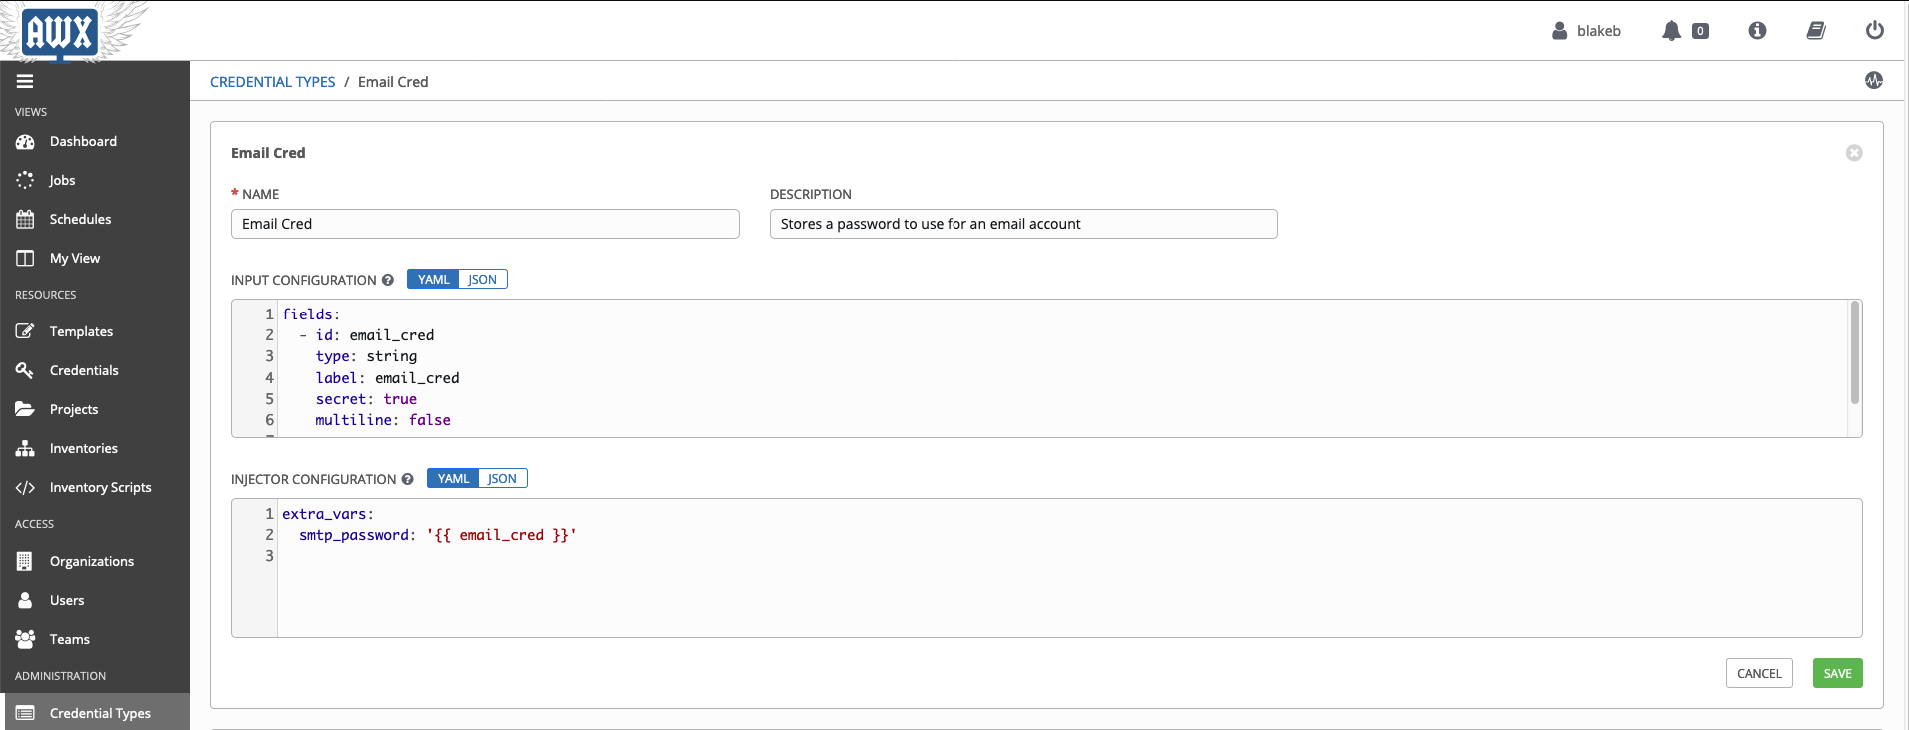 AWX
blakeb
0
CREDENTIAL TYPES / Email Cred
VIEWS
Dashboard
Jobs
Schedules
My View
RESOURCES
Templates
Credentials
Projects
Inventories
Inventory Scripts
ACCESS
Organizations
Users
Teams
ADMINISTRATION
Credential Types
Email Cred
* NAME
Email Cred
DESCRIPTION
Stores a password to use for an email account
INPUT CONFIGURATION ? YAML JSON
1 fields:
2   - id: email_cred
3     type: string
4     label: email_cred
5     secret: true
6     multiline: false
INJECTOR CONFIGURATION ? YAML JSON
1 extra_vars:
2   smtp_password: '{{ email_cred }}'
3
CANCEL SAVE